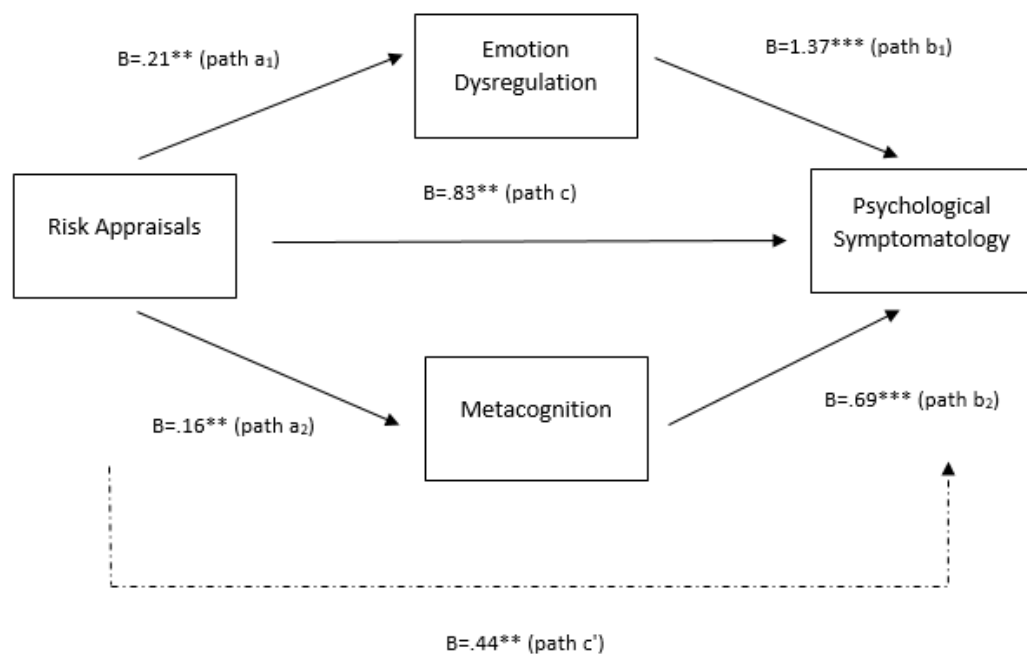 Emotion
Dysregulation
B=.21** (path a₁)
B=1.37*** (path b₁)
B=.83** (path c)
Risk Appraisals
Psychological
Symptomatology
Metacognition
B=.16** (path a₂)
B=.69*** (path b₂)
B=.44** (path c')